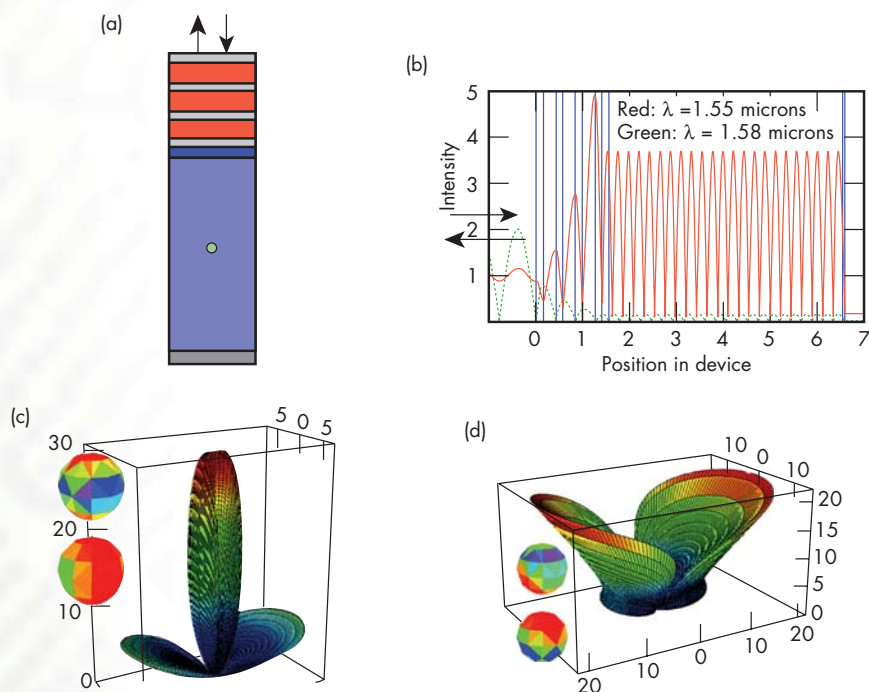 (a)
(b)
5
4
3
2
1
Intensity
Red: λ =1.55 microns
Green: λ = 1.58 microns
0 1 2 3 4 5 6 7
Position in device
(c)
5 0 5
30
20
10
0
(d)
10 0 10
20
15
10
5
0
20 10 0 10 20